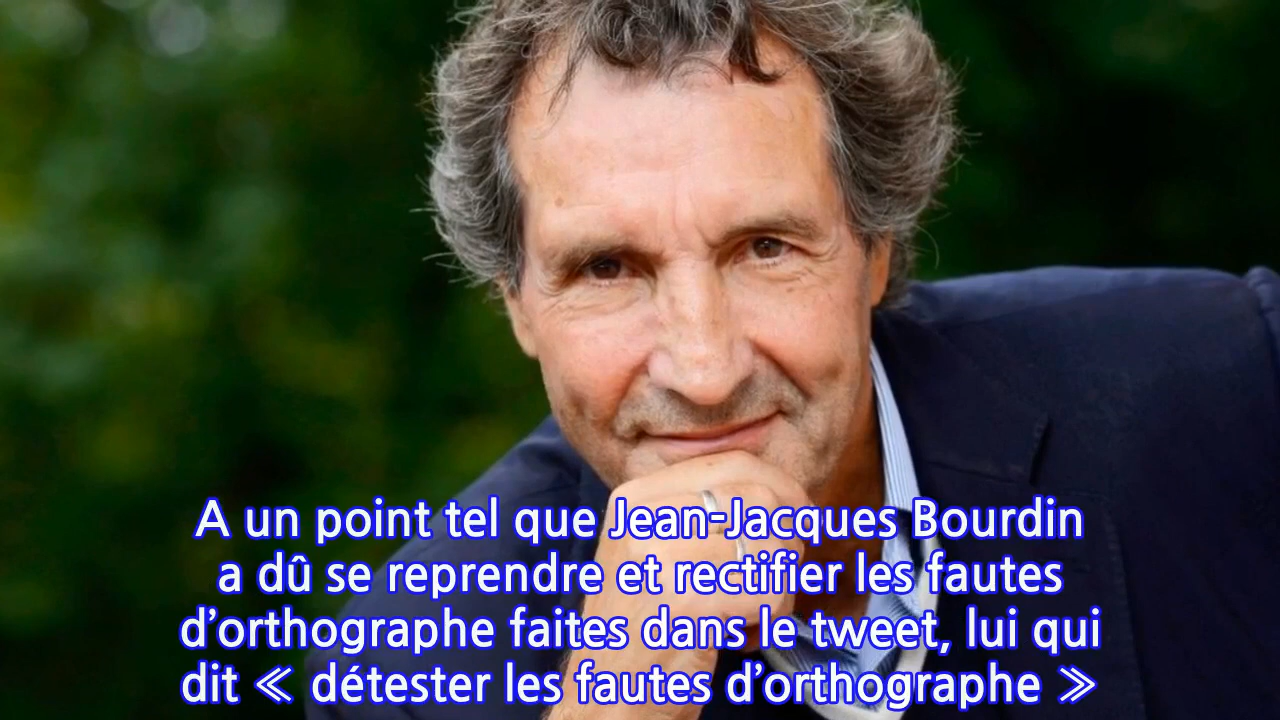 A un point tel que Jean-Jacques Bourdin
a dû se reprendre et rectifier les fautes
d’orthographe faites dans le tweet, lui qui
dit ≪ détester les fautes d’orthographe ≫